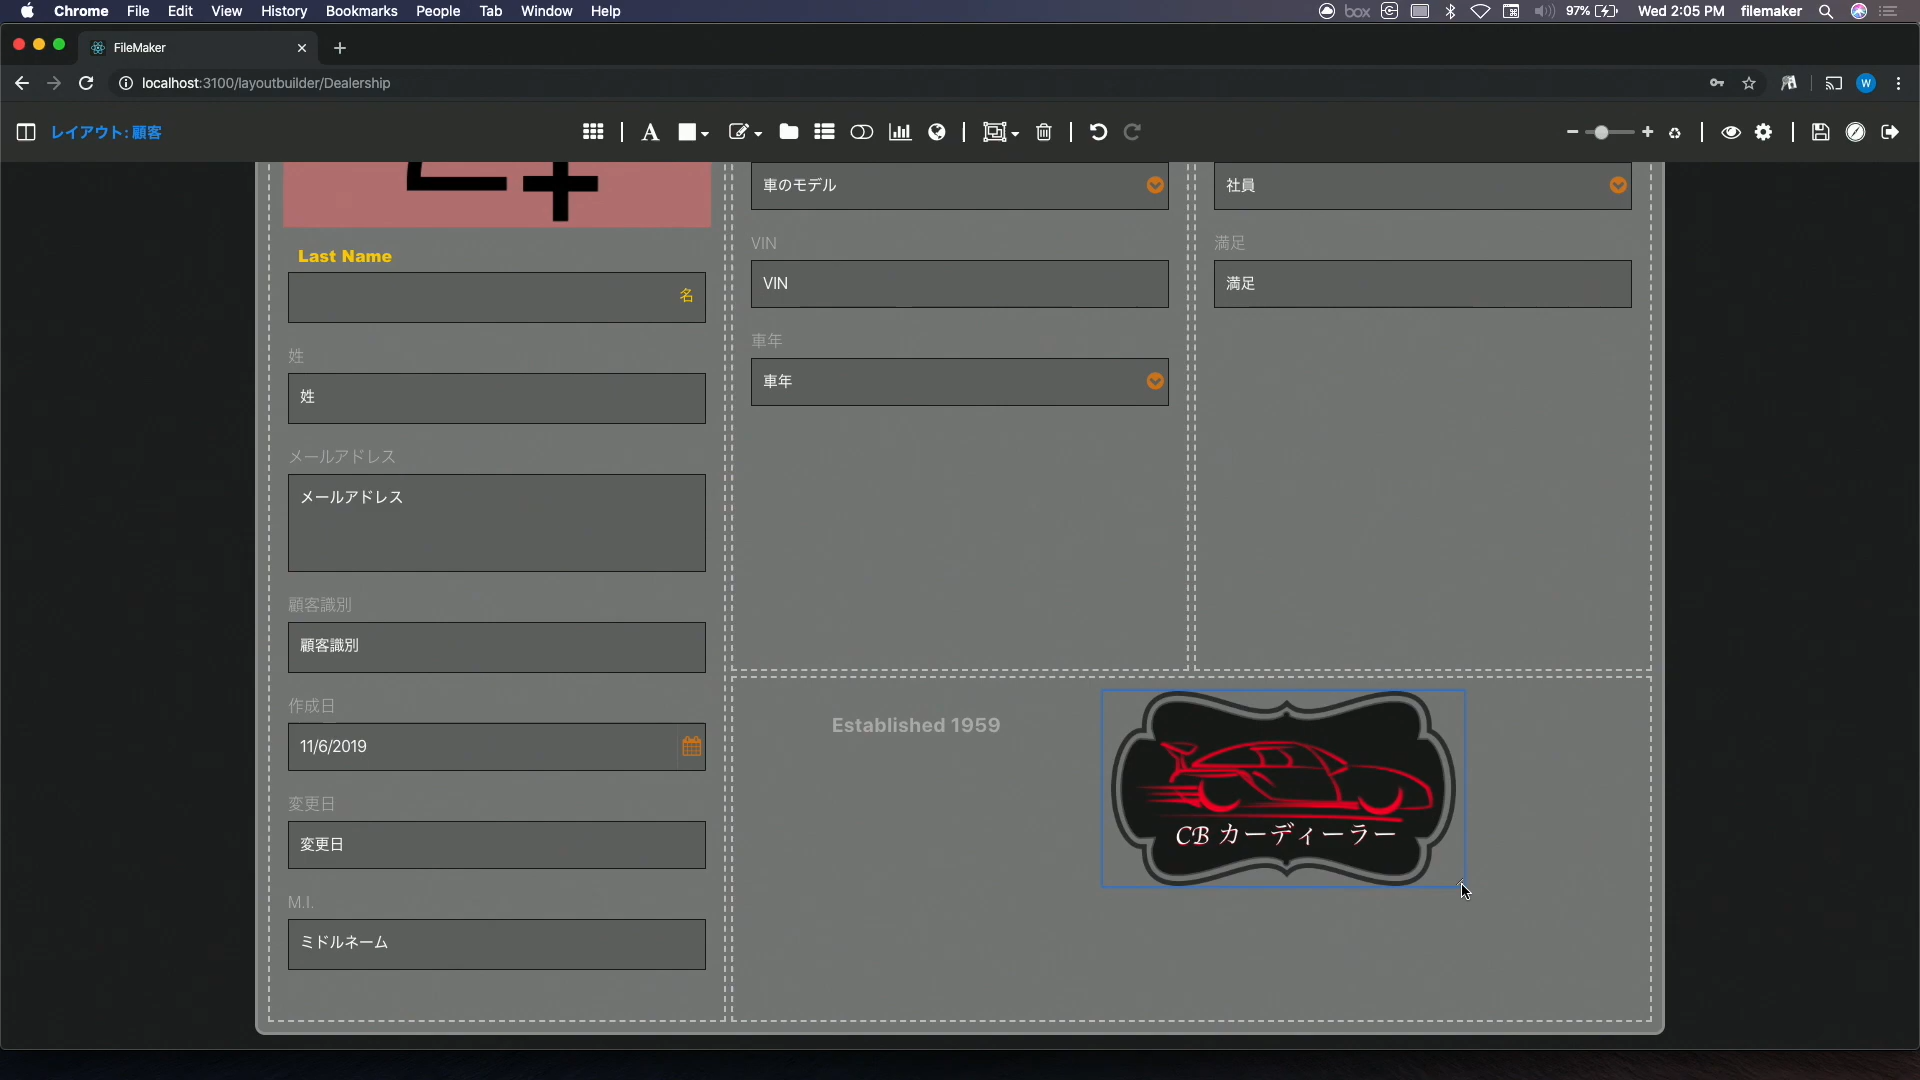 Chrome File Edit View History Bookmarks People Tab Window Help
box 97% Wed 2:05 PM filemaker
FileMaker
localhost:3100/layoutbuilder/Dealership
W
レイアウト: 顧客
車のモデル
社員
Last Name
名
VIN
VIN
満足
満足
姓
姓
車年
車年
メールアドレス
メールアドレス
顧客識別
顧客識別
作成日
11/6/2019
Established 1959
CB カーディーラー
変更日
変更日
M.I.
ミドルネーム